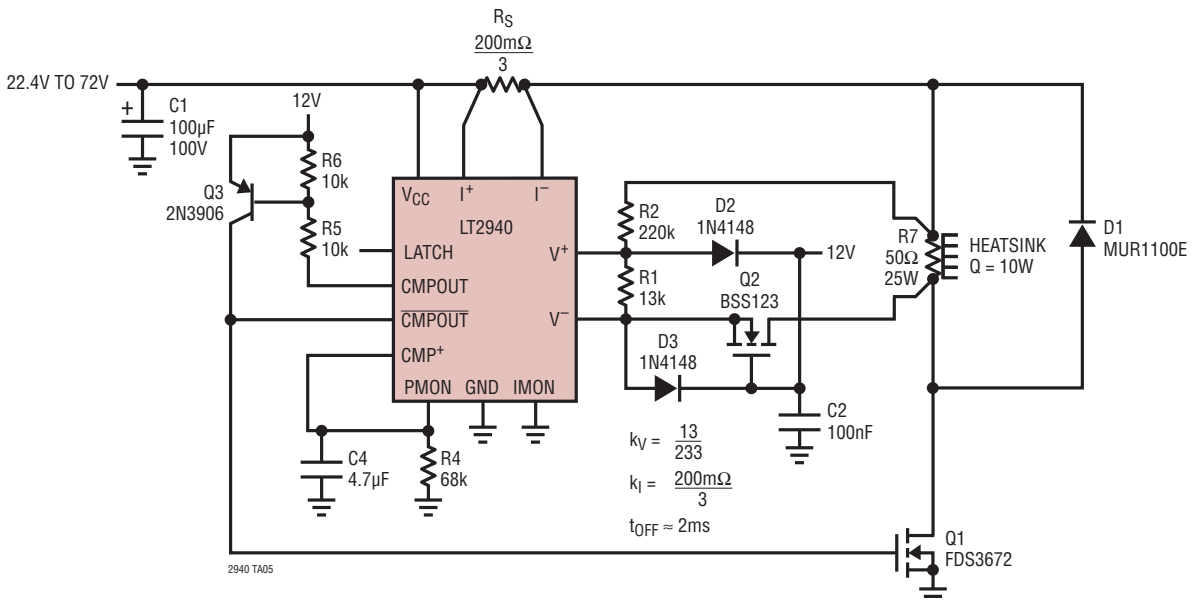 R_S
200mΩ
3
22.4V TO 72V
+
C1
100µF
100V
12V
R6
10k
Q3
2N3906
R5
10k
V_CC
I⁺
I⁻
LT2940
LATCH
CMPOUT
C̅M̅P̅O̅U̅T̅
CMP⁺
PMON
GND
IMON
V⁺
V⁻
R2
220k
R1
13k
D2
1N4148
Q2
BSS123
12V
D3
1N4148
R7
50Ω
25W
HEATSINK
Q = 10W
D1
MUR1100E
C2
100nF
C4
4.7µF
R4
68k
k_V = 13
233
k_I = 200mΩ
3
t_OFF ≈ 2ms
Q1
FDS3672
2940 TA05